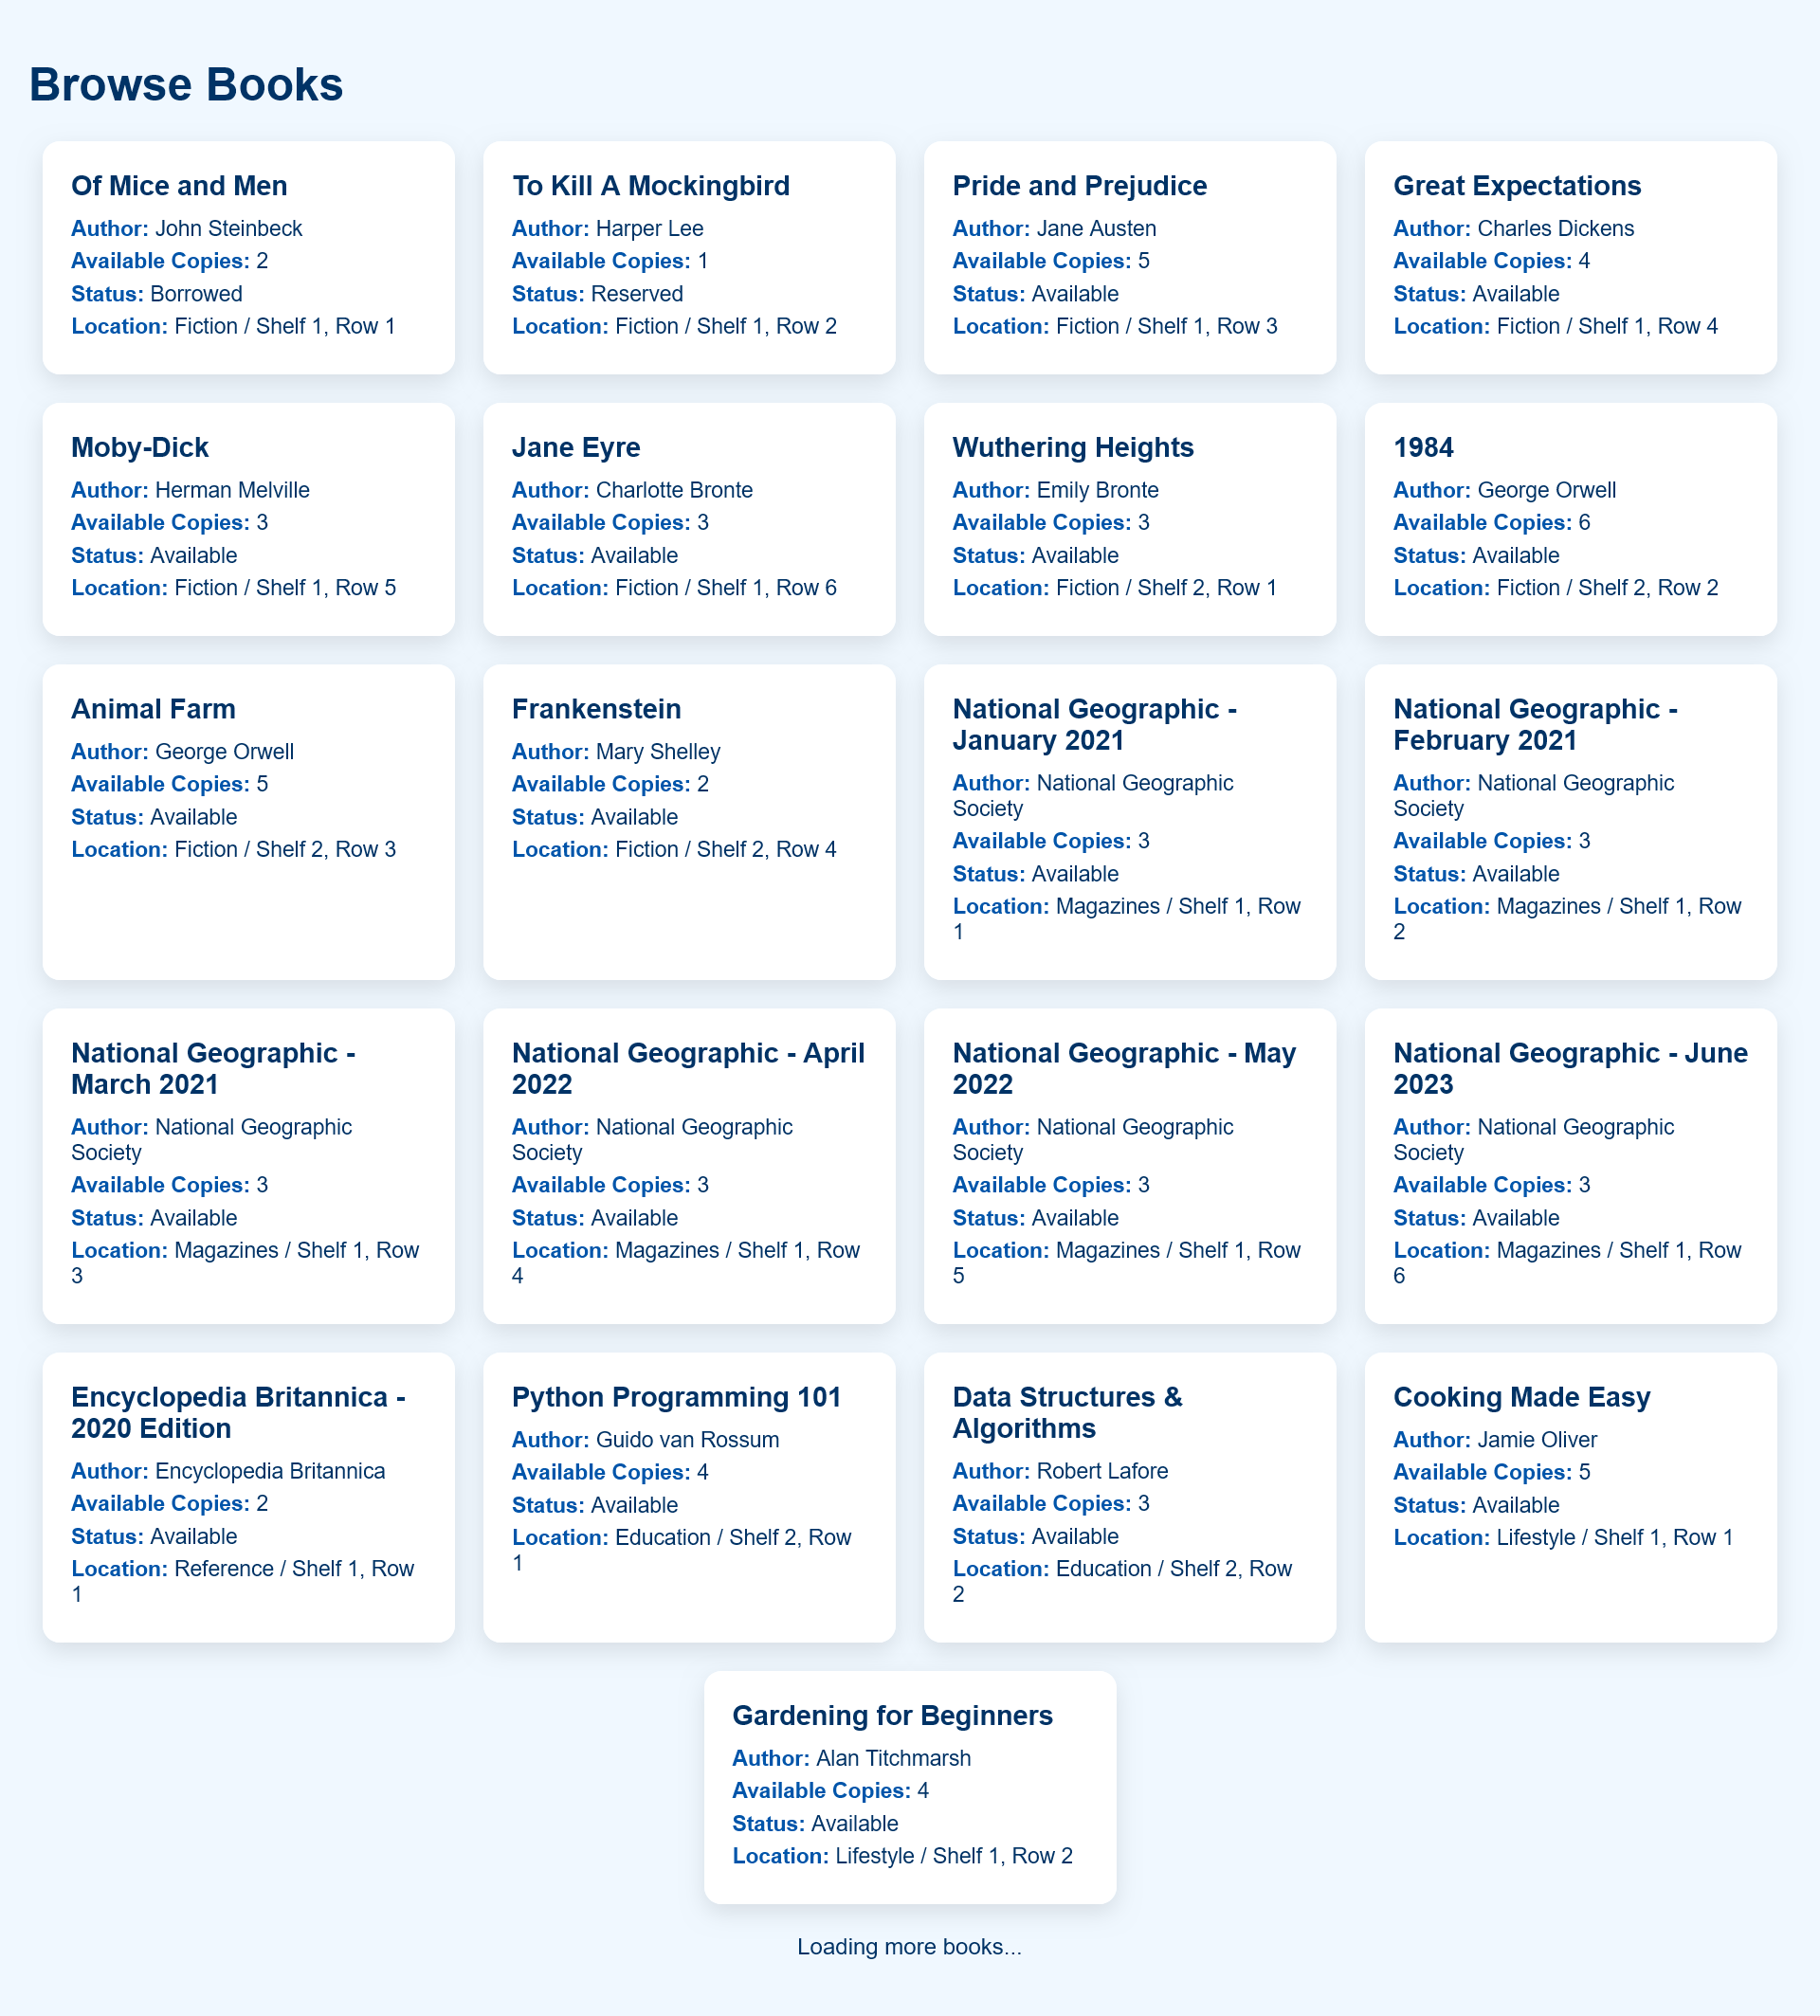 Browse Books
Of Mice and Men
Author: John Steinbeck
Available Copies: 2
Status: Borrowed
Location: Fiction / Shelf 1, Row 1
To Kill A Mockingbird
Author: Harper Lee
Available Copies: 1
Status: Reserved
Location: Fiction / Shelf 1, Row 2
Pride and Prejudice
Author: Jane Austen
Available Copies: 5
Status: Available
Location: Fiction / Shelf 1, Row 3
Great Expectations
Author: Charles Dickens
Available Copies: 4
Status: Available
Location: Fiction / Shelf 1, Row 4
Moby-Dick
Author: Herman Melville
Available Copies: 3
Status: Available
Location: Fiction / Shelf 1, Row 5
Jane Eyre
Author: Charlotte Bronte
Available Copies: 3
Status: Available
Location: Fiction / Shelf 1, Row 6
Wuthering Heights
Author: Emily Bronte
Available Copies: 3
Status: Available
Location: Fiction / Shelf 2, Row 1
1984
Author: George Orwell
Available Copies: 6
Status: Available
Location: Fiction / Shelf 2, Row 2
Animal Farm
Author: George Orwell
Available Copies: 5
Status: Available
Location: Fiction / Shelf 2, Row 3
Frankenstein
Author: Mary Shelley
Available Copies: 2
Status: Available
Location: Fiction / Shelf 2, Row 4
National Geographic -
January 2021
Author: National Geographic
Society
Available Copies: 3
Status: Available
Location: Magazines / Shelf 1, Row
1
National Geographic -
February 2021
Author: National Geographic
Society
Available Copies: 3
Status: Available
Location: Magazines / Shelf 1, Row
2
National Geographic -
March 2021
Author: National Geographic
Society
Available Copies: 3
Status: Available
Location: Magazines / Shelf 1, Row
3
National Geographic - April
2022
Author: National Geographic
Society
Available Copies: 3
Status: Available
Location: Magazines / Shelf 1, Row
4
National Geographic - May
2022
Author: National Geographic
Society
Available Copies: 3
Status: Available
Location: Magazines / Shelf 1, Row
5
National Geographic - June
2023
Author: National Geographic
Society
Available Copies: 3
Status: Available
Location: Magazines / Shelf 1, Row
6
Encyclopedia Britannica -
2020 Edition
Author: Encyclopedia Britannica
Available Copies: 2
Status: Available
Location: Reference / Shelf 1, Row
1
Python Programming 101
Author: Guido van Rossum
Available Copies: 4
Status: Available
Location: Education / Shelf 2, Row
1
Data Structures &
Algorithms
Author: Robert Lafore
Available Copies: 3
Status: Available
Location: Education / Shelf 2, Row
2
Cooking Made Easy
Author: Jamie Oliver
Available Copies: 5
Status: Available
Location: Lifestyle / Shelf 1, Row 1
Gardening for Beginners
Author: Alan Titchmarsh
Available Copies: 4
Status: Available
Location: Lifestyle / Shelf 1, Row 2
Loading more books...